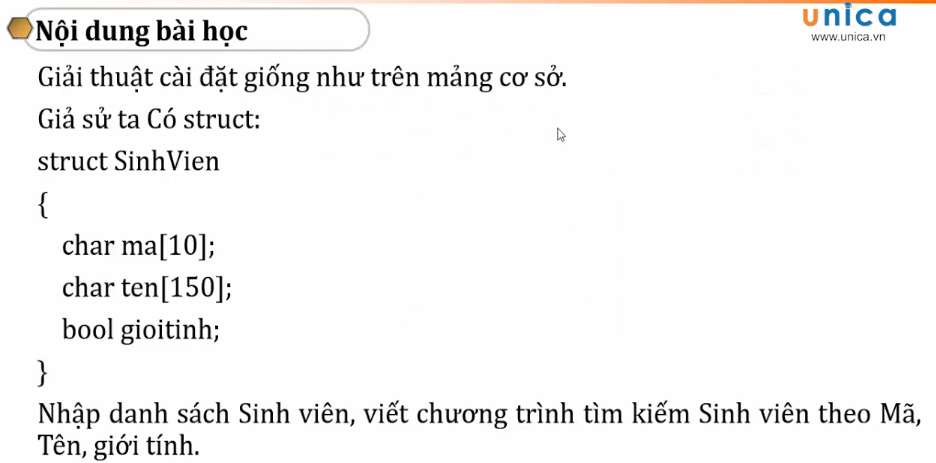 Nội dung bài học
unica
www.unica.vn
Giải thuật cài đặt giống như trên mảng cơ sở.
Giả sử ta Có struct:
struct SinhVien
{
char ma[10];
char ten[150];
bool gioitinh;
}
Nhập danh sách Sinh viên, viết chương trình tìm kiếm Sinh viên theo Mã,
Tên, giới tính.